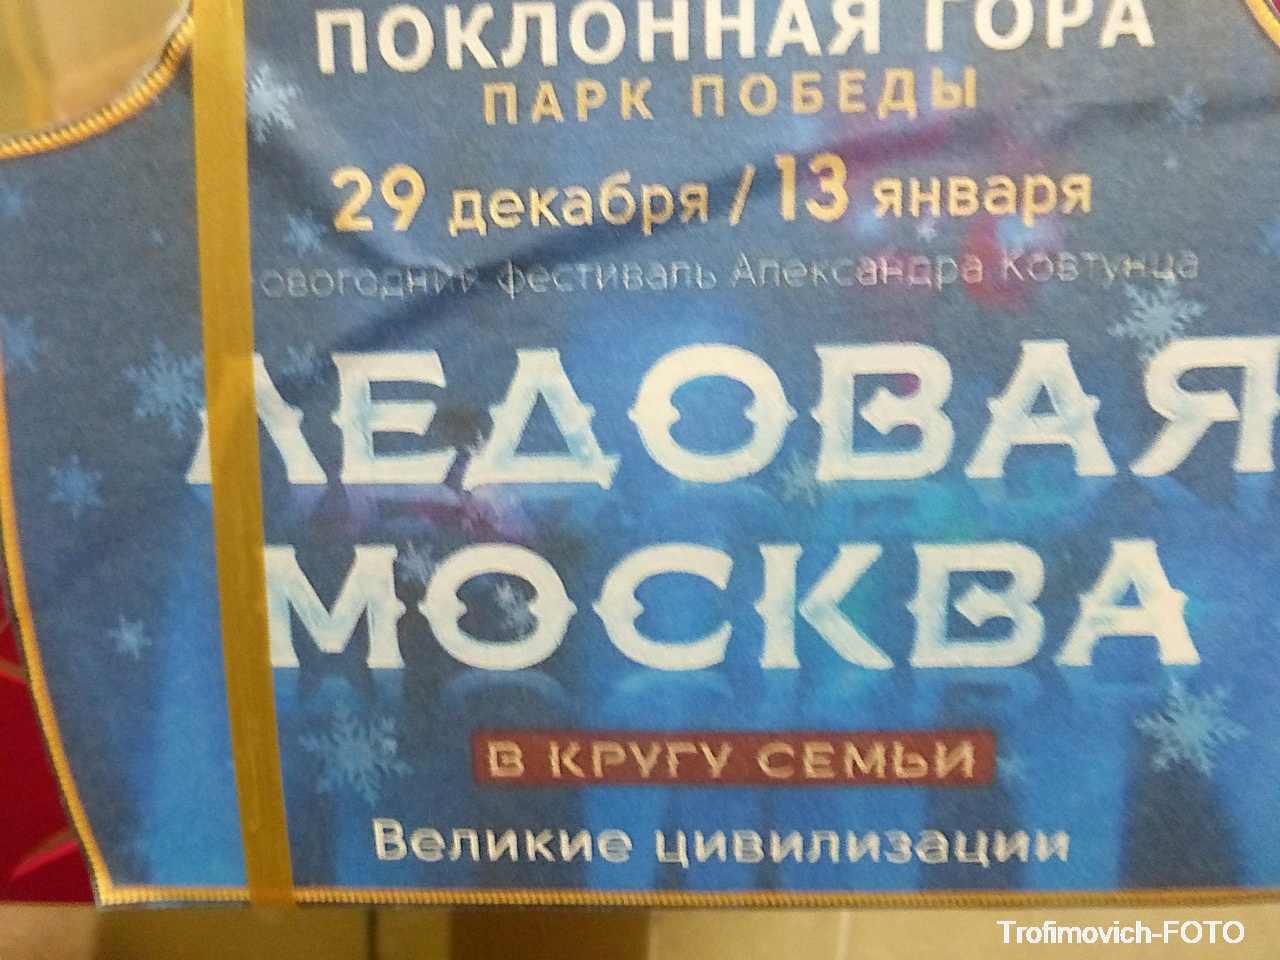 ПОКЛОННАЯ ГОРА
ПАРК ПОБЕДЫ
29 декабря / 13 января
овогодний фестиваль Александра Ковтунца
ЛЕДОВАЯ
МОСКВА
В КРУГУ СЕМЬИ
Великие цивилизации
Trofimovich-FOTO